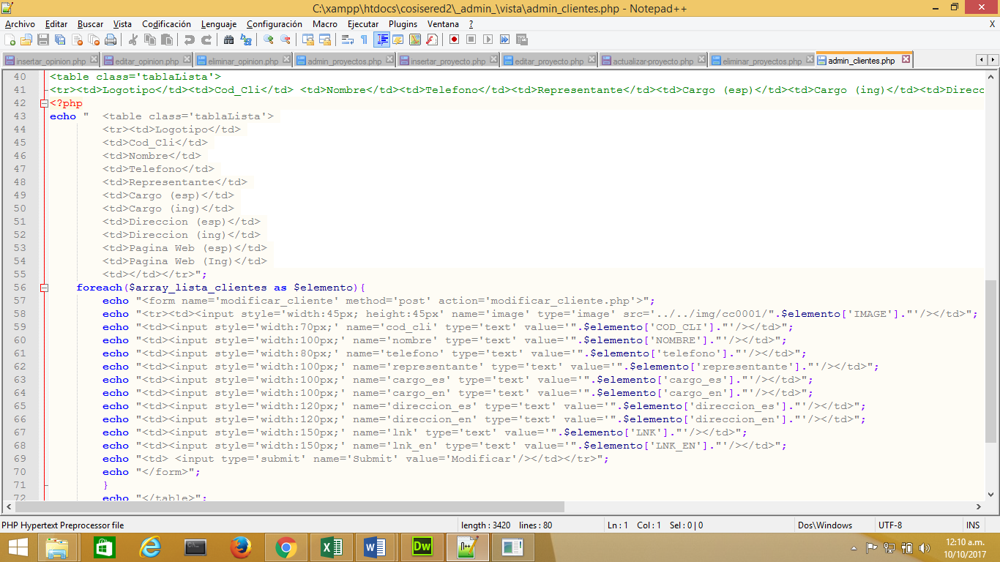 C:\xampp\htdocs\cosisered2\_admin_\vista\admin_clientes.php - Notepad++
Archivo Editar Buscar Vista Codificación Lenguaje Configuración Macro Ejecutar Plugins Ventana ? X
insertar_opinion.php editar_opinion.php eliminar_opinion.php admin_proyectos.php insertar_proyecto.php editar_proyecto.php actualizar-proyecto.php eliminar_proyectos.php admin_clientes.php
40 <table class='tablaLista'>
41 <tr><td>Logotipo</td><td>Cod_Cli</td> <td>Nombre</td><td>Telefono</td><td>Representante</td><td>Cargo (esp)</td><td>Cargo (ing)</td><td>Direcc
42 <?php
43 echo " <table class='tablaLista'>
44 <tr><td>Logotipo</td>
45 <td>Cod_Cli</td>
46 <td>Nombre</td>
47 <td>Telefono</td>
48 <td>Representante</td>
49 <td>Cargo (esp)</td>
50 <td>Cargo (ing)</td>
51 <td>Direccion (esp)</td>
52 <td>Direccion (ing)</td>
53 <td>Pagina Web (esp)</td>
54 <td>Pagina Web (Ing)</td>
55 <td></td></tr>";
56 foreach($array_lista_clientes as $elemento){
57 echo "<form name='modificar_cliente' method='post' action='modificar_cliente.php'>";
58 echo "<tr><td><input style='width:45px; height:45px' name='image' type='image' src='../../img/cc0001/".$elemento['IMAGE']."'/></td>";
59 echo "<td><input style='width:70px;' name='cod_cli' type='text' value='".$elemento['COD_CLI']."'/></td>";
60 echo "<td><input style='width:100px;' name='nombre' type='text' value='".$elemento['NOMBRE']."'/></td>";
61 echo "<td><input style='width:80px;' name='telefono' type='text' value='".$elemento['telefono']."'/></td>";
62 echo "<td><input style='width:100px;' name='representante' type='text' value='".$elemento['representante']."'/></td>";
63 echo "<td><input style='width:100px;' name='cargo_es' type='text' value='".$elemento['cargo_es']."'/></td>";
64 echo "<td><input style='width:100px;' name='cargo_en' type='text' value='".$elemento['cargo_en']."'/></td>";
65 echo "<td><input style='width:120px;' name='direccion_es' type='text' value='".$elemento['direccion_es']."'/></td>";
66 echo "<td><input style='width:120px;' name='direccion_en' type='text' value='".$elemento['direccion_en']."'/></td>";
67 echo "<td><input style='width:150px;' name='lnk' type='text' value='".$elemento['LNK']."'/></td>";
68 echo "<td><input style='width:150px;' name='lnk_en' type='text' value='".$elemento['LNK_EN']."'/></td>";
69 echo "<td> <input type='submit' name='Submit' value='Modificar'/></td></tr>";
70 echo "</form>";
71 }
72 echo "</table>";
PHP Hypertext Preprocessor file length : 3420 lines : 80 Ln : 1 Col : 1 Sel : 0 | 0 Dos\Windows UTF-8 INS
Dw
12:10 a.m.
10/10/2017